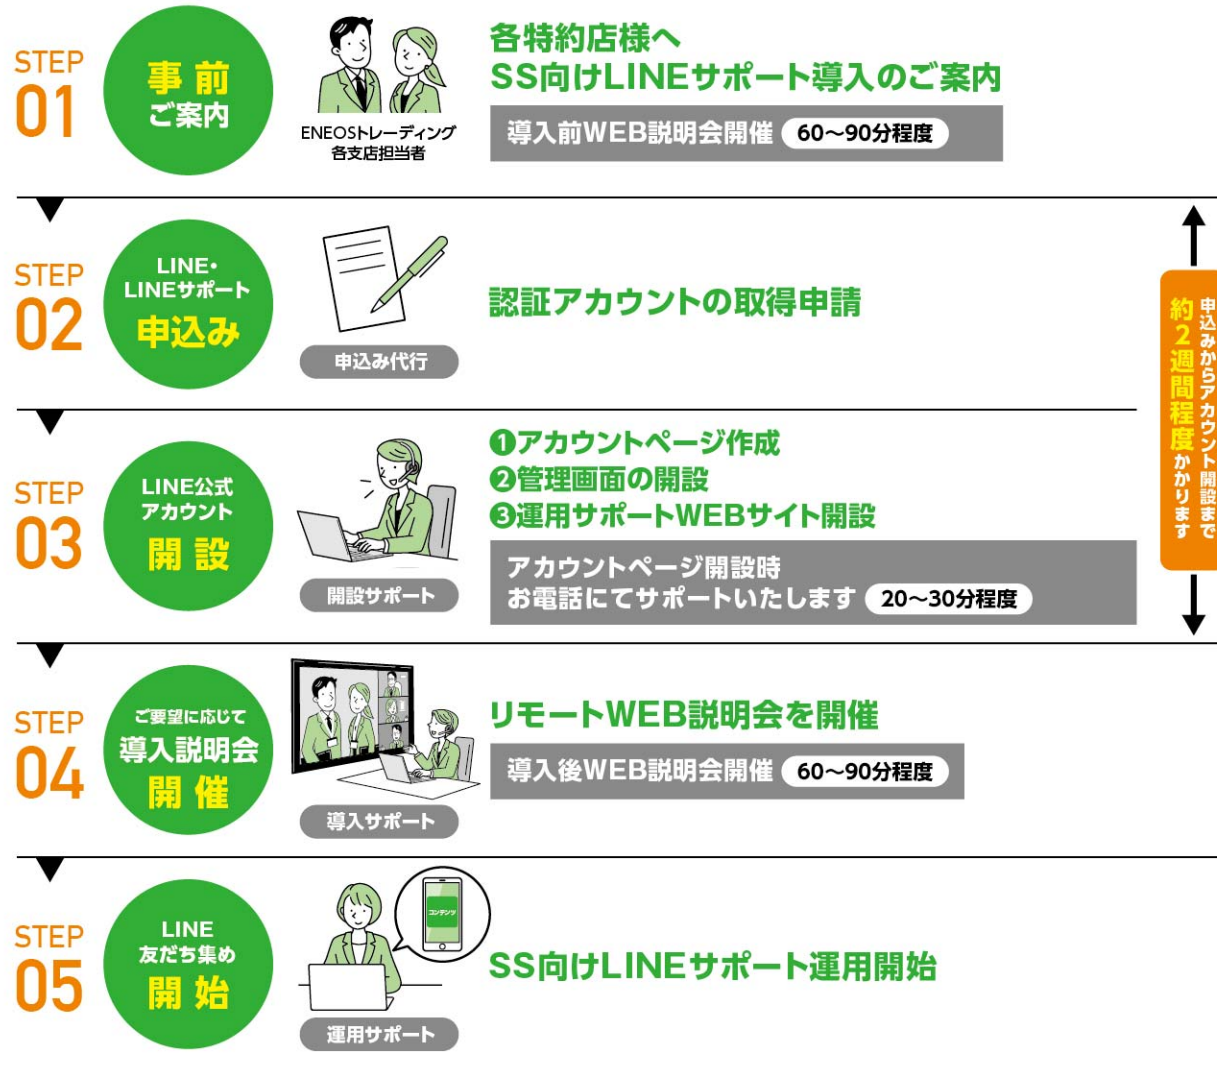 STEP
01
事前
ご案内
ENEOSトレーディング
各支店担当者
各特約店様へ
SS向けLINEサポート導入のご案内
導入前WEB説明会開催 60〜90分程度
STEP
02
LINE・
LINEサポート
申込み
申込み代行
認証アカウントの取得申請
申込みからアカウント開設まで
約2週間程度かかります
STEP
03
LINE公式
アカウント
開設
開設サポート
❶アカウントページ作成
❷管理画面の開設
❸運用サポートWEBサイト開設
アカウントページ開設時
お電話にてサポートいたします 20〜30分程度
STEP
04
ご要望に応じて
導入説明会
開催
導入サポート
リモートWEB説明会を開催
導入後WEB説明会開催 60〜90分程度
STEP
05
LINE
友だち集め
開始
コンテンツ
運用サポート
SS向けLINEサポート運用開始